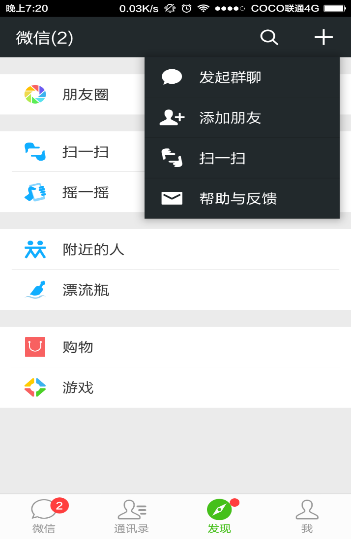 晚上7:20 0.03K/s COCO联通4G
微信(2)
发起群聊
朋友圈
添加朋友
扫一扫
扫一扫
摇一摇
帮助与反馈
附近的人
漂流瓶
购物
游戏
2
微信 通讯录 发现 我